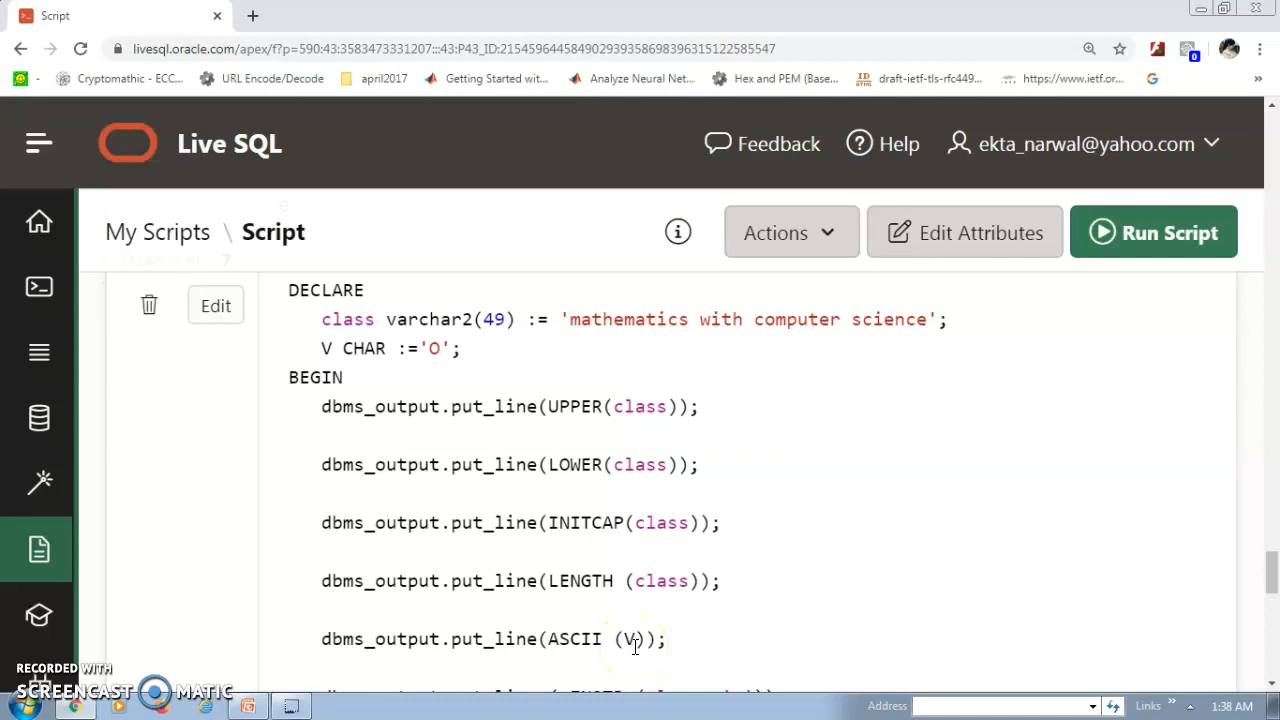 Script
livesql.oracle.com/apex/f?p=590:43:3583473331207:::43:P43_ID:215459644584902939358698396315122585547
0
Cryptomathic - ECC...
URL Encode/Decode
april2017
Getting Started wit...
Analyze Neural Net...
Hex and PEM (Base...
draft-ietf-tls-rfc449...
https://www.ietf.or...
»
Live SQL
Feedback
Help
ekta_narwal@yahoo.com
My Scripts \ Script
Actions
Edit Attributes
Run Script
Edit
DECLARE
class varchar2(49) := 'mathematics with computer science';
V CHAR :='O';
BEGIN
dbms_output.put_line(UPPER(class));
dbms_output.put_line(LOWER(class));
dbms_output.put_line(INITCAP(class));
dbms_output.put_line(LENGTH (class));
dbms_output.put_line(ASCII (V));
RECORDED WITH
SCREENCAST MATIC
Address
Links
»
1:38 AM